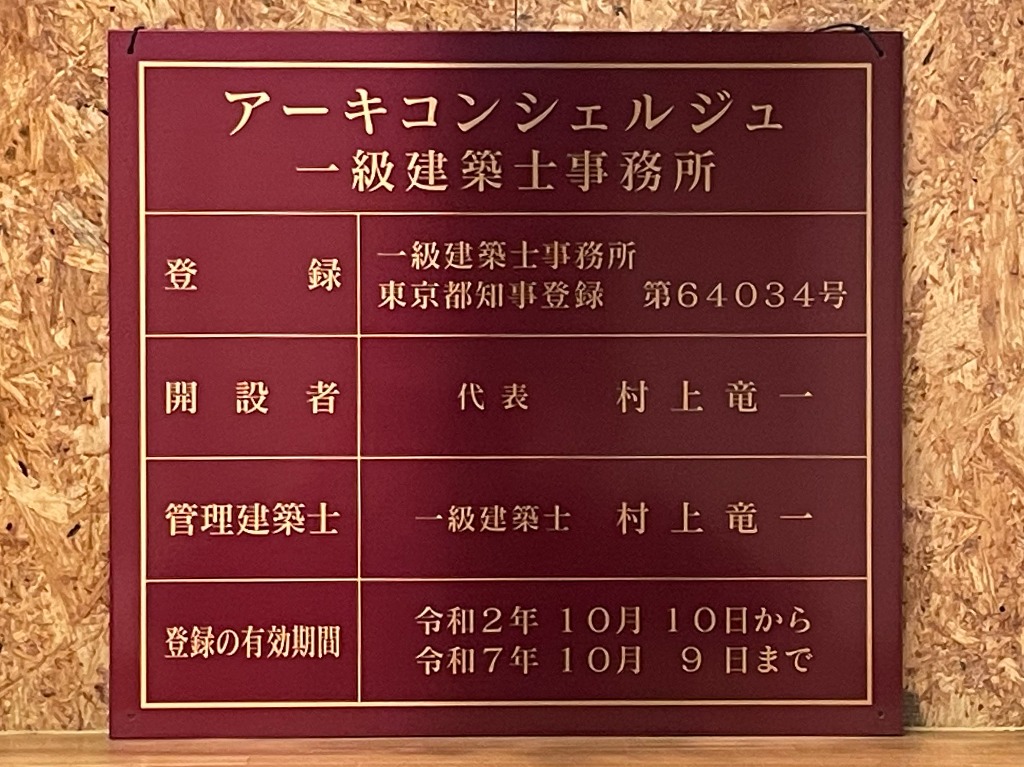 アーキコンシェルジュ
一級建築士事務所
登録
一級建築士事務所
東京都知事登録 第64034号
開設者
代表 村上竜一
管理建築士
一級建築士 村上竜一
登録の有効期間
令和2年 10月 10日から
令和7年 10月 9 日まで